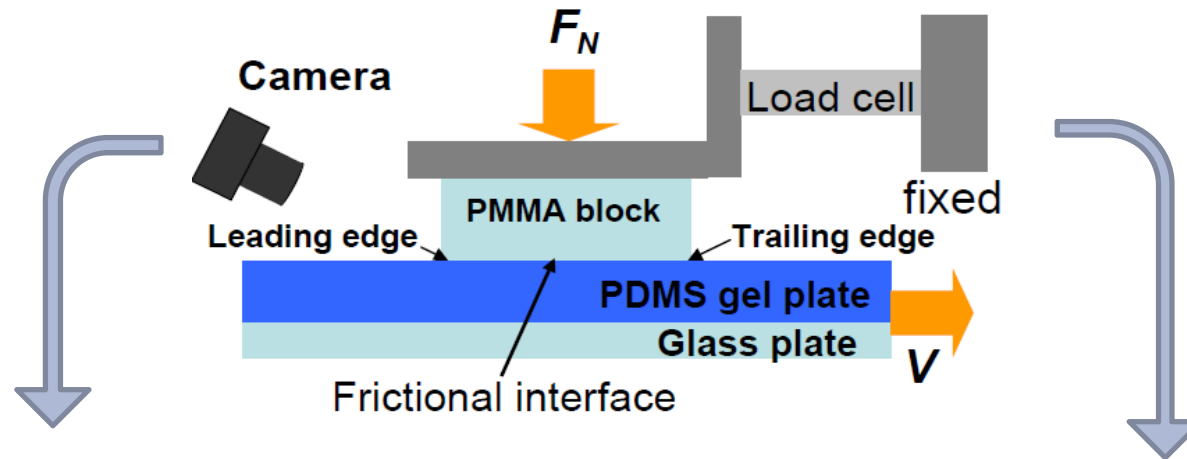 F_N
Camera
Load cell
fixed
PMMA block
Leading edge
Trailing edge
PDMS gel plate
Glass plate
V
Frictional interface